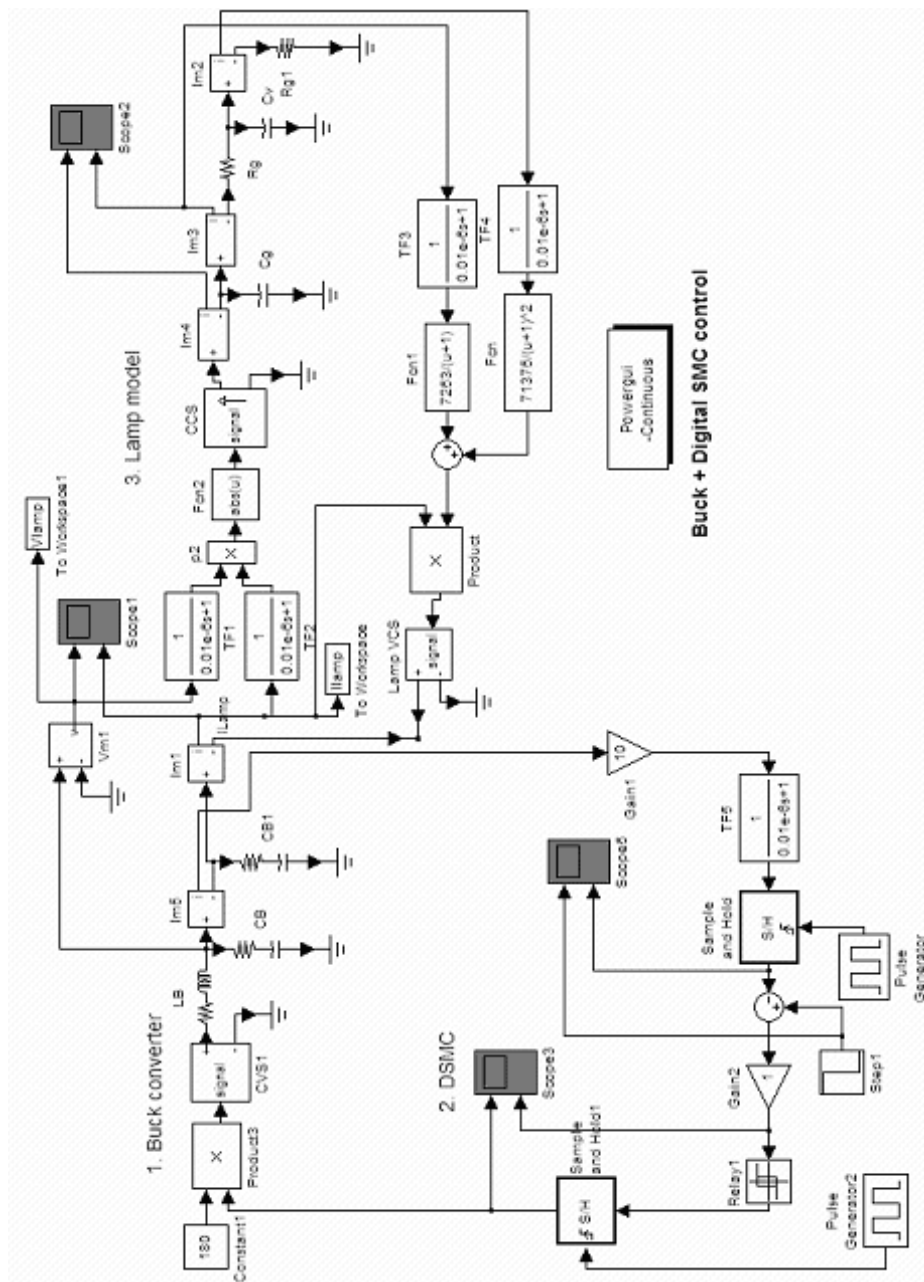 1. Buck converter
180
Constant1
X
Product3
signal
+
-
CVS1
LB
CB
+
i
-
Im5
CB1
+
-
v
Vm1
+
i
-
Im1
ILamp
Vlamp
To Workspace1
Scope1
Ilamp
To Workspace
3. Lamp model
1
0.01e-6s+1
TF1
1
0.01e-6s+1
TF2
X
p2
abs(u)
Fcn2
signal
CCS
+
i
-
Im4
Cg
+
i
-
Im3
Rg
Cv
+
i
-
Im2
Rg1
Scope2
1
0.01e-6s+1
TF3
1
0.01e-6s+1
TF4
7263/(u+1)
Fcn1
71376/(u+1)^2
Fcn
+
+
X
Product
Lamp VCS
+
-
signal
Powergui
-Continuous
Buck + Digital SMC control
2. DSMC
10
Gain1
1
0.01e-6s+1
TF5
Sample
and Hold
S/H
Pulse
Generator
Scope5
+
-
Step1
1
Gain2
Scope3
Relay1
Sample
and Hold1
S/H
Pulse
Generator2